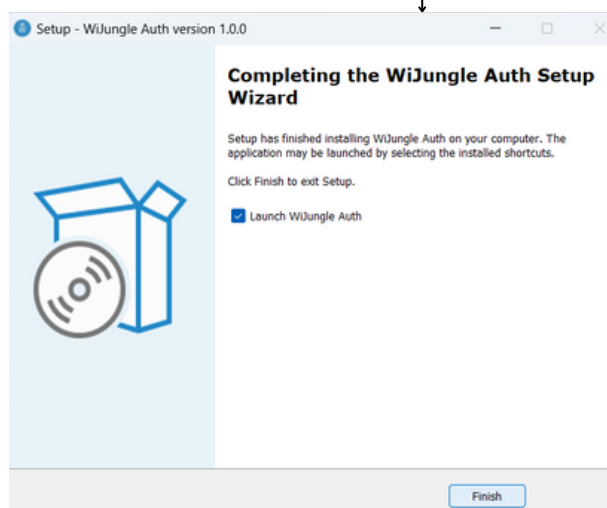 Setup - WiJungle Auth version 1.0.0
Completing the WiJungle Auth Setup
Wizard
Setup has finished installing WiJungle Auth on your computer. The
application may be launched by selecting the installed shortcuts.
Click Finish to exit Setup.
Launch WiJungle Auth
Finish